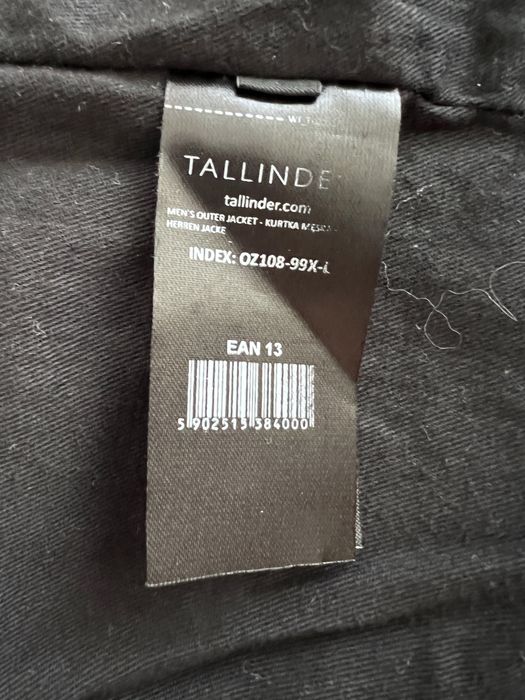 TALLINDE
tallinder.com
MEN'S OUTER JACKET - KURTKA MĘSKA -
HERREN JACKE
INDEX: OZ108-99X-L
EAN 13
5 902515 384000